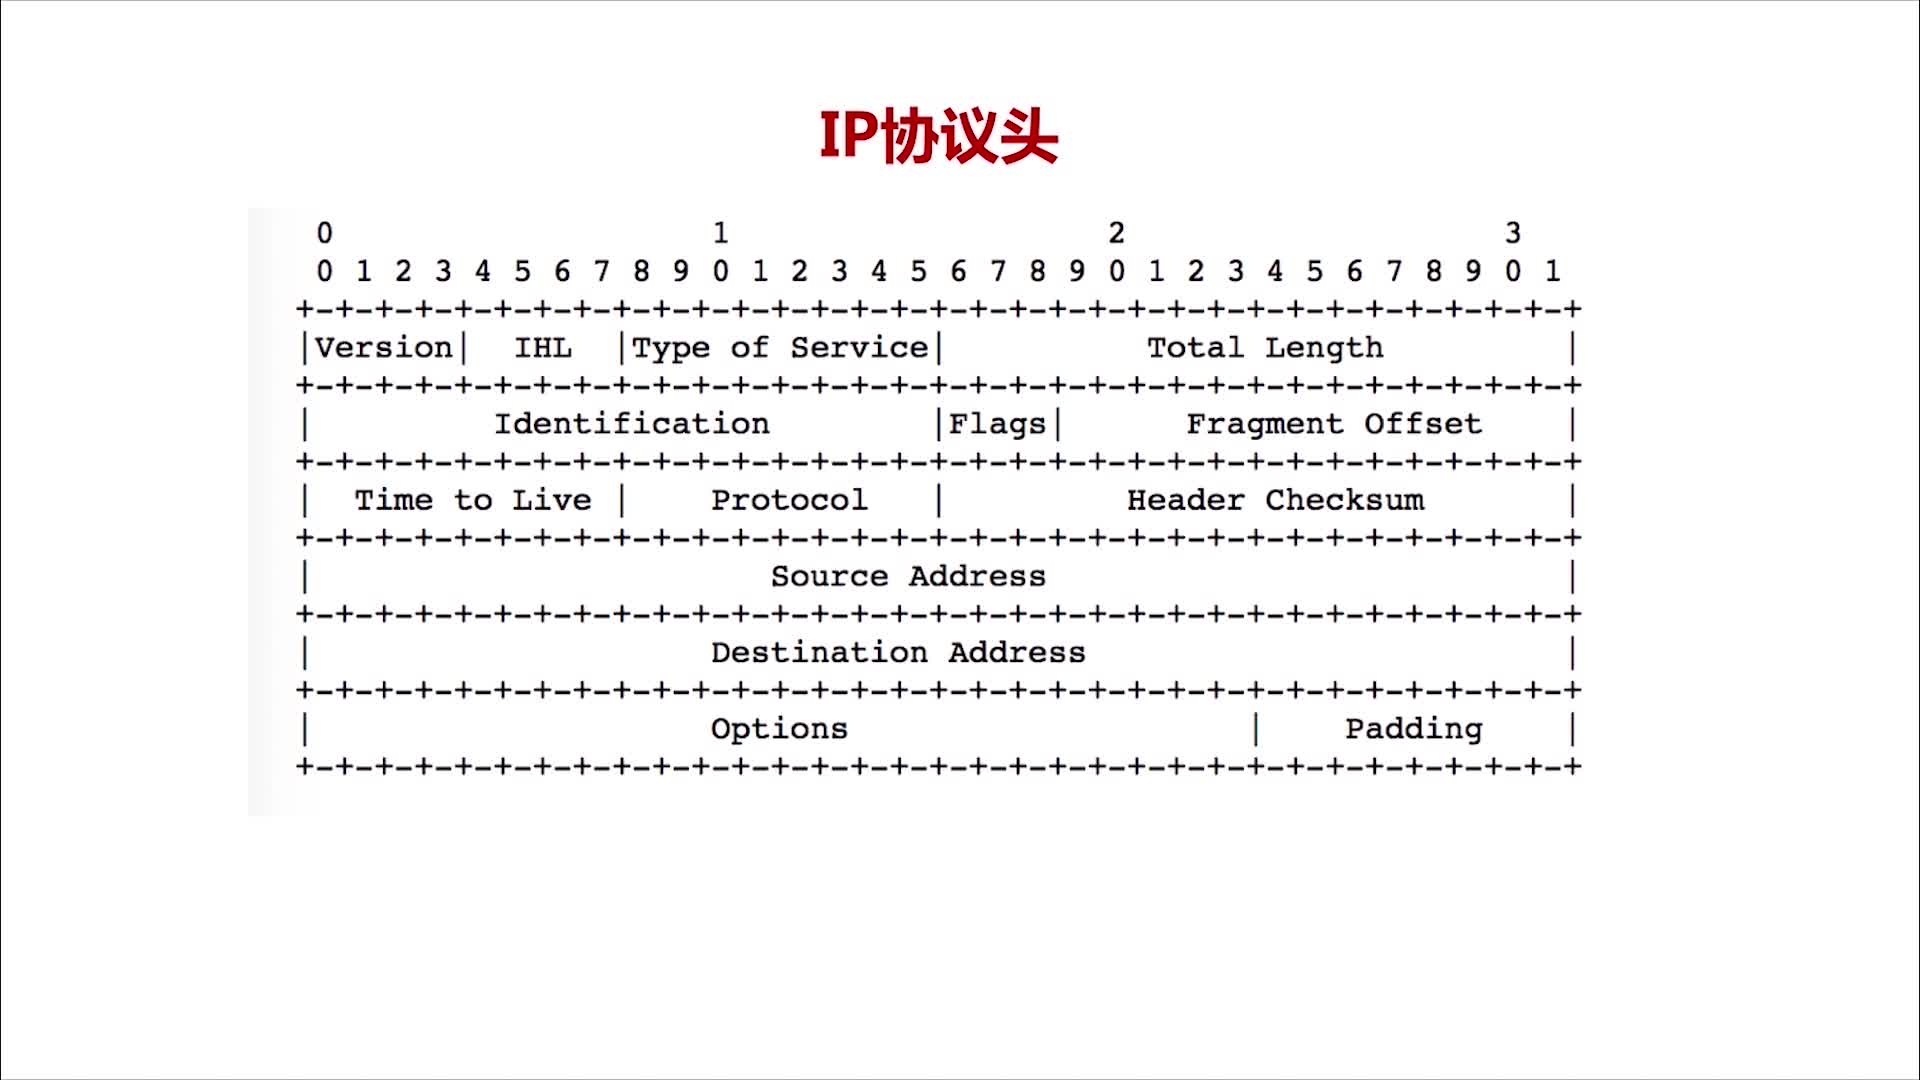 IP协议头
 0                   1                   2                   3
 0 1 2 3 4 5 6 7 8 9 0 1 2 3 4 5 6 7 8 9 0 1 2 3 4 5 6 7 8 9 0 1
+-+-+-+-+-+-+-+-+-+-+-+-+-+-+-+-+-+-+-+-+-+-+-+-+-+-+-+-+-+-+-+-+
|Version|  IHL  |Type of Service|          Total Length         |
+-+-+-+-+-+-+-+-+-+-+-+-+-+-+-+-+-+-+-+-+-+-+-+-+-+-+-+-+-+-+-+-+
|         Identification        |Flags|      Fragment Offset    |
+-+-+-+-+-+-+-+-+-+-+-+-+-+-+-+-+-+-+-+-+-+-+-+-+-+-+-+-+-+-+-+-+
|  Time to Live |    Protocol   |         Header Checksum       |
+-+-+-+-+-+-+-+-+-+-+-+-+-+-+-+-+-+-+-+-+-+-+-+-+-+-+-+-+-+-+-+-+
|                       Source Address                          |
+-+-+-+-+-+-+-+-+-+-+-+-+-+-+-+-+-+-+-+-+-+-+-+-+-+-+-+-+-+-+-+-+
|                    Destination Address                        |
+-+-+-+-+-+-+-+-+-+-+-+-+-+-+-+-+-+-+-+-+-+-+-+-+-+-+-+-+-+-+-+-+
|                    Options                    |    Padding    |
+-+-+-+-+-+-+-+-+-+-+-+-+-+-+-+-+-+-+-+-+-+-+-+-+-+-+-+-+-+-+-+-+